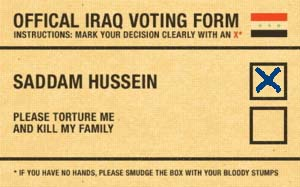 OFFICAL IRAQ VOTING FORM
INSTRUCTIONS: MARK YOUR DECISION CLEARLY WITH AN X*
SADDAM HUSSEIN
PLEASE TORTURE ME
AND KILL MY FAMILY
* IF YOU HAVE NO HANDS, PLEASE SMUDGE THE BOX WITH YOUR BLOODY STUMPS